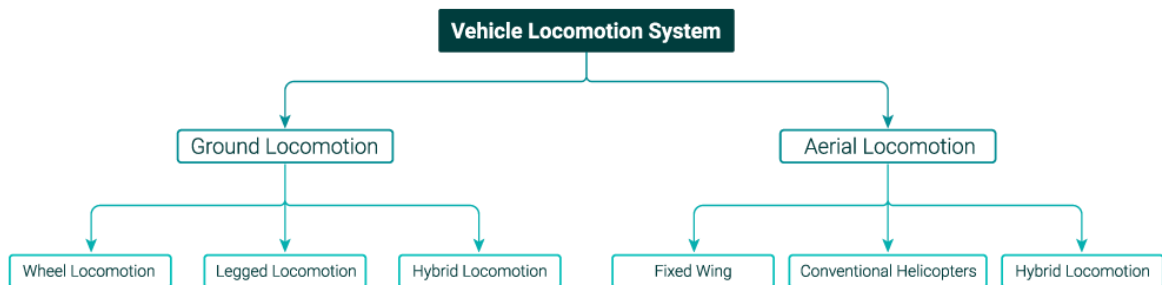 Vehicle Locomotion System
Ground Locomotion
Aerial Locomotion
Wheel Locomotion
Legged Locomotion
Hybrid Locomotion
Fixed Wing
Conventional Helicopters
Hybrid Locomotion